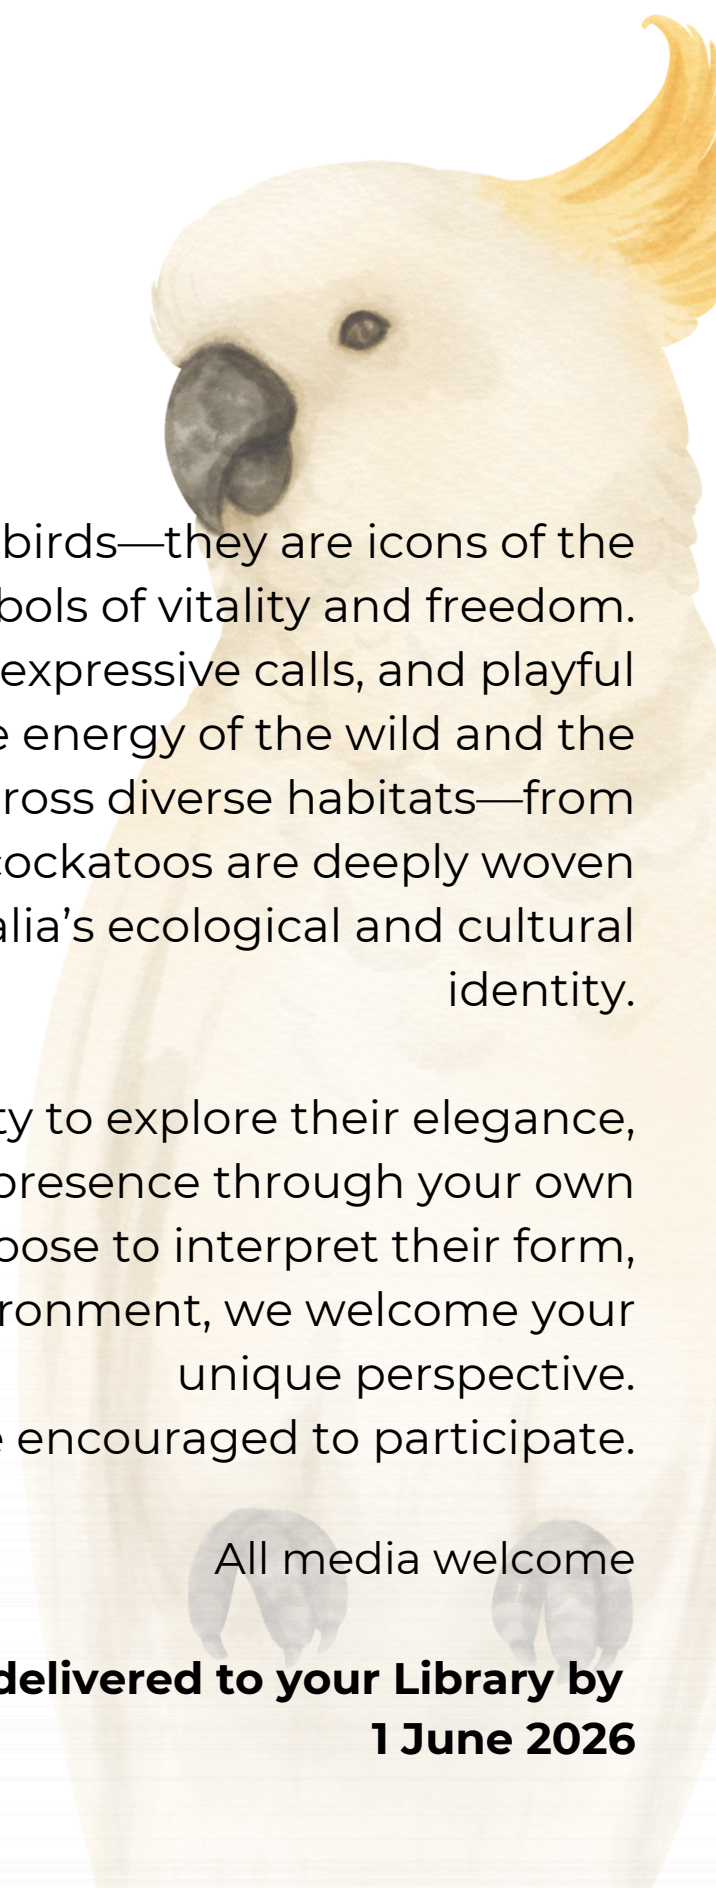 birds—they are icons of the
bols of vitality and freedom.
expressive calls, and playful
e energy of the wild and the
ross diverse habitats—from
cockatoos are deeply woven
alia’s ecological and cultural
identity.
ty to explore their elegance,
presence through your own
oose to interpret their form,
ronment, we welcome your
unique perspective.
e encouraged to participate.
All media welcome
delivered to your Library by
1 June 2026